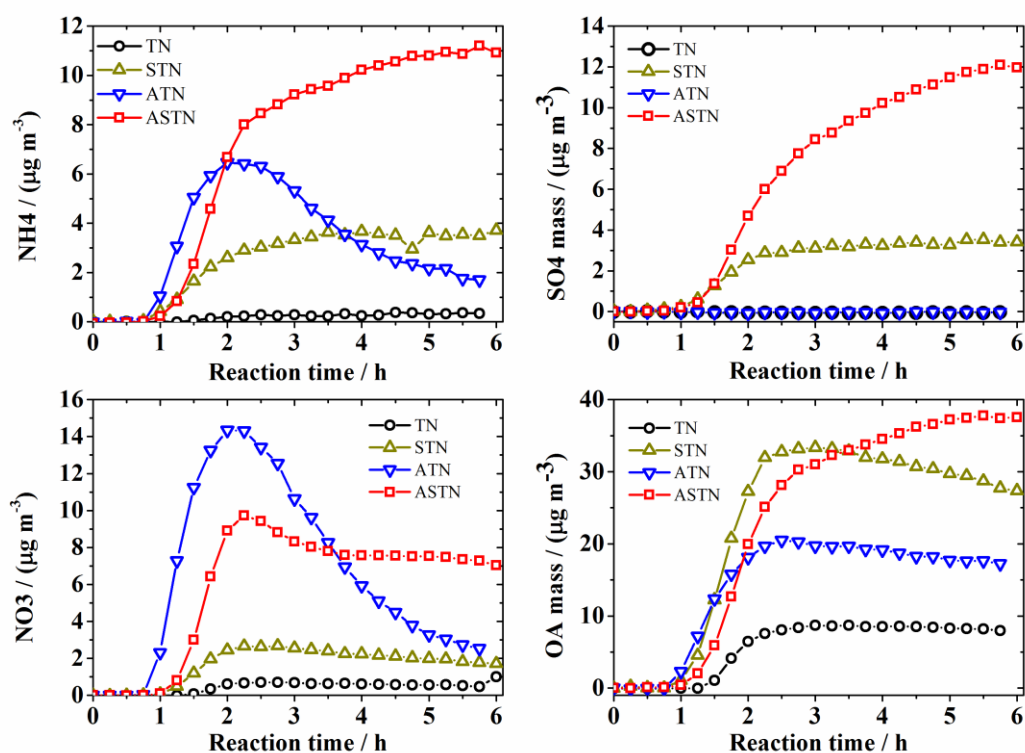 12
10
8
6
4
2
0
NH4 / (μg m⁻³)
TN
STN
ATN
ASTN
0 1 2 3 4 5 6
Reaction time / h
14
12
10
8
6
4
2
0
SO4 mass / (μg m⁻³)
TN
STN
ATN
ASTN
0 1 2 3 4 5 6
Reaction time / h
16
14
12
10
8
6
4
2
0
NO3 / (μg m⁻³)
TN
STN
ATN
ASTN
0 1 2 3 4 5 6
Reaction time / h
40
30
20
10
0
OA mass / (μg m⁻³)
TN
STN
ATN
ASTN
0 1 2 3 4 5 6
Reaction time / h